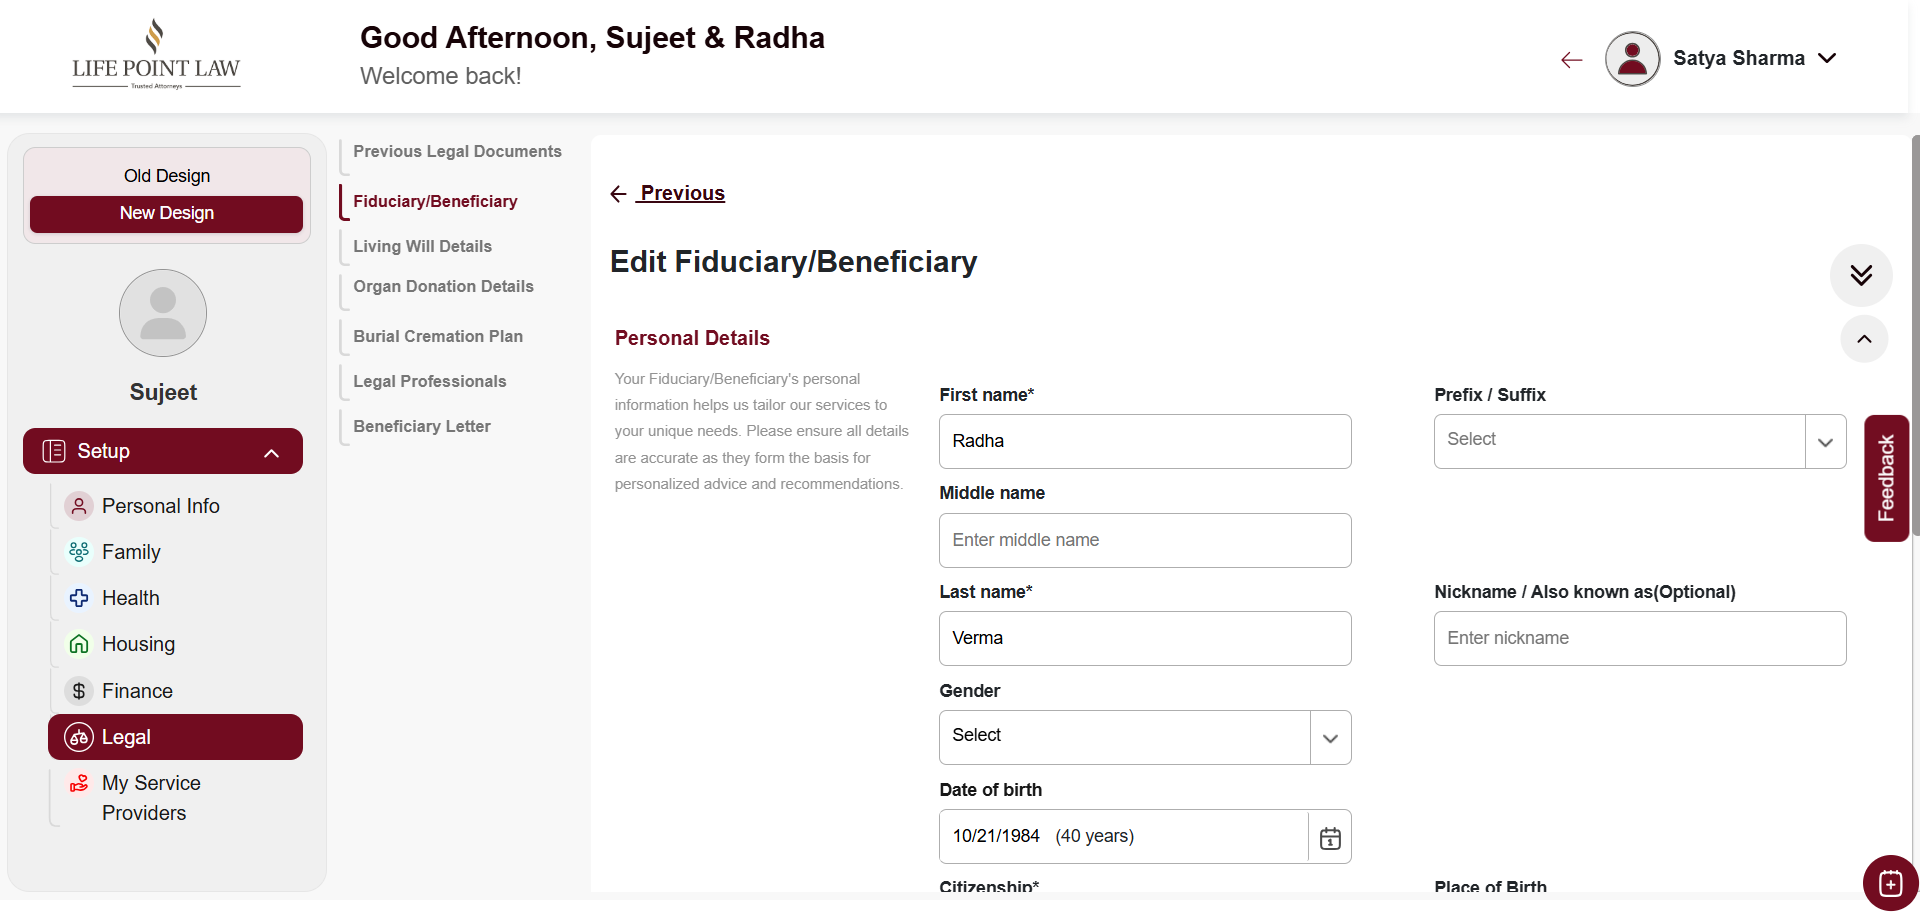 LIFE POINT LAW
Trusted Attorneys
Good Afternoon, Sujeet & Radha
Welcome back!
Satya Sharma
Old Design
New Design
Sujeet
Setup
Personal Info
Family
Health
Housing
Finance
Legal
My Service
Providers
Previous Legal Documents
Fiduciary/Beneficiary
Living Will Details
Organ Donation Details
Burial Cremation Plan
Legal Professionals
Beneficiary Letter
Previous
Edit Fiduciary/Beneficiary
Personal Details
Your Fiduciary/Beneficiary's personal
information helps us tailor our services to
your unique needs. Please ensure all details
are accurate as they form the basis for
personalized advice and recommendations.
First name*
Radha
Prefix / Suffix
Select
Middle name
Enter middle name
Last name*
Verma
Nickname / Also known as(Optional)
Enter nickname
Gender
Select
Date of birth
10/21/1984 (40 years)
Citizenship*
Place of Birth
Feedback